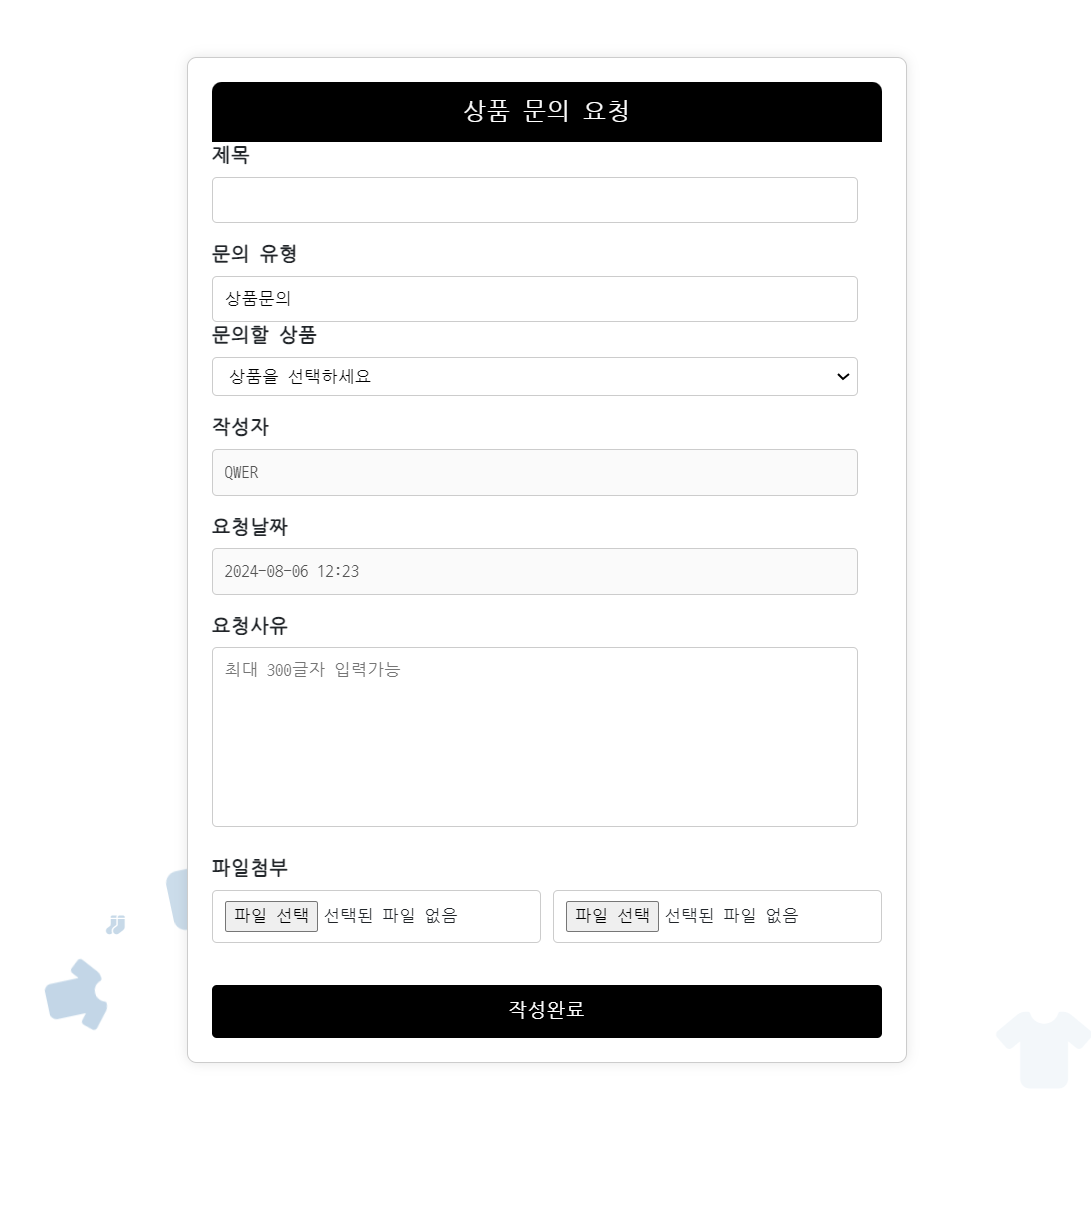 상품 문의 요청
제목
문의 유형
상품문의
문의할 상품
상품을 선택하세요
작성자
QWER
요청날짜
2024-08-06 12:23
요청사유
최대 300글자 입력가능
파일첨부
파일 선택 선택된 파일 없음 파일 선택 선택된 파일 없음
작성완료